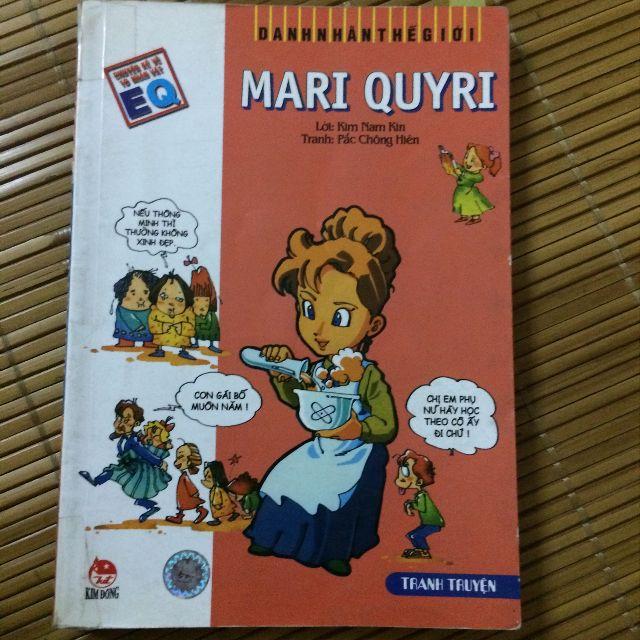 DANH NHÂN THẾ GIỚI
EQ
MARI QUYRI
Lời: Kim Nam Kin
Tranh: Pắc Chông Hiên
NẾU THÔNG
MINH THÌ
THƯỜNG KHÔNG
XINH ĐẸP.
CON GÁI BỐ
MUÔN NĂM !
CHỊ EM PHỤ
NỮ HÃY HỌC
THEO CÔ ẤY
ĐI CHỨ !
KIM ĐỒNG
TRANH TRUYỆN